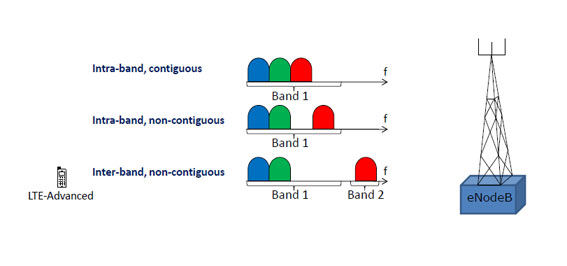 Intra-band, contiguous
f
Band 1
Intra-band, non-contiguous
f
Band 1
Inter-band, non-contiguous
f
Band 1
Band 2
LTE-Advanced
eNodeB